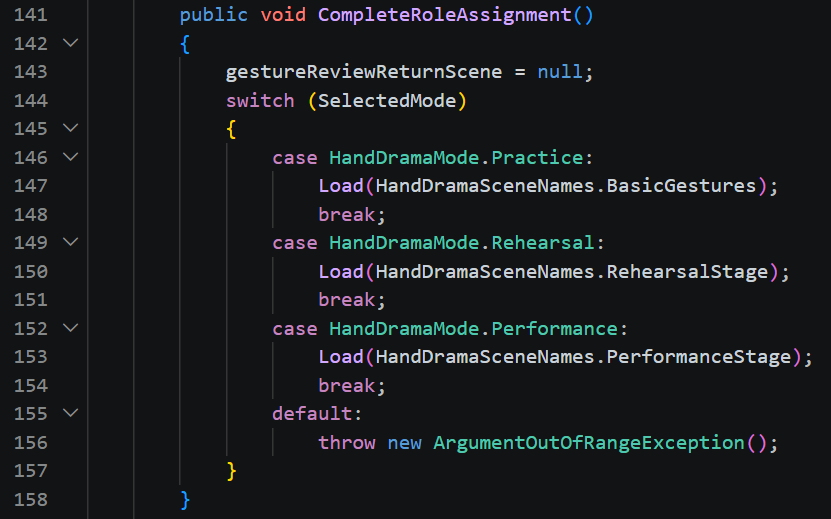 141 public void CompleteRoleAssignment()
142 {
143 gestureReviewReturnScene = null;
144 switch (SelectedMode)
145 {
146 case HandDramaMode.Practice:
147 Load(HandDramaSceneNames.BasicGestures);
148 break;
149 case HandDramaMode.Rehearsal:
150 Load(HandDramaSceneNames.RehearsalStage);
151 break;
152 case HandDramaMode.Performance:
153 Load(HandDramaSceneNames.PerformanceStage);
154 break;
155 default:
156 throw new ArgumentOutOfRangeException();
157 }
158 }